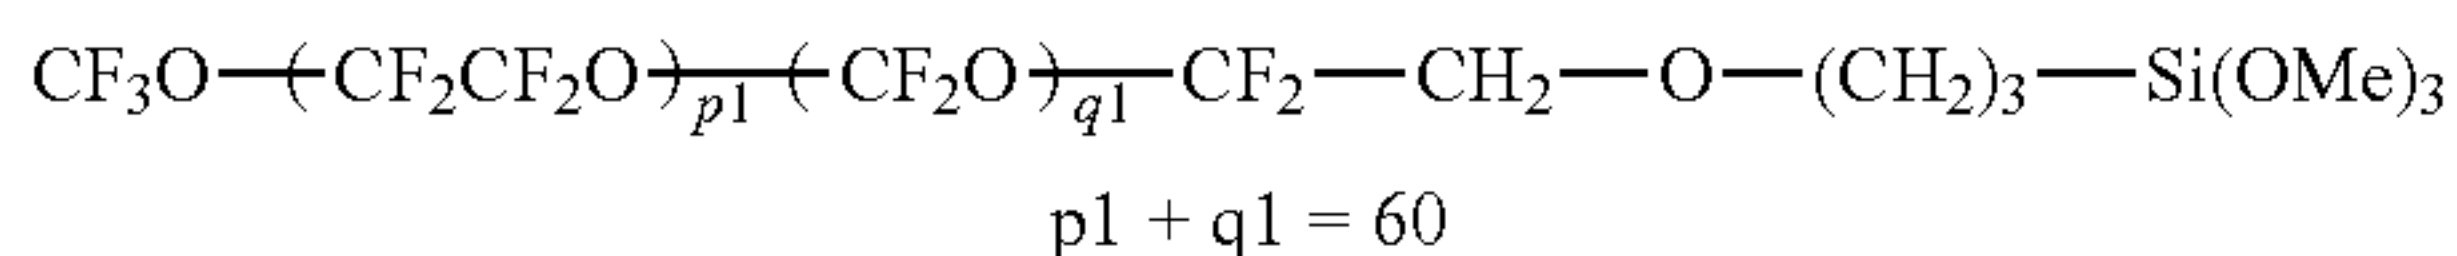 CF₃O—(CF₂CF₂O)p1—(CF₂O)q1—CF₂—CH₂—O—(CH₂)₃—Si(OMe)₃
p1 + q1 = 60